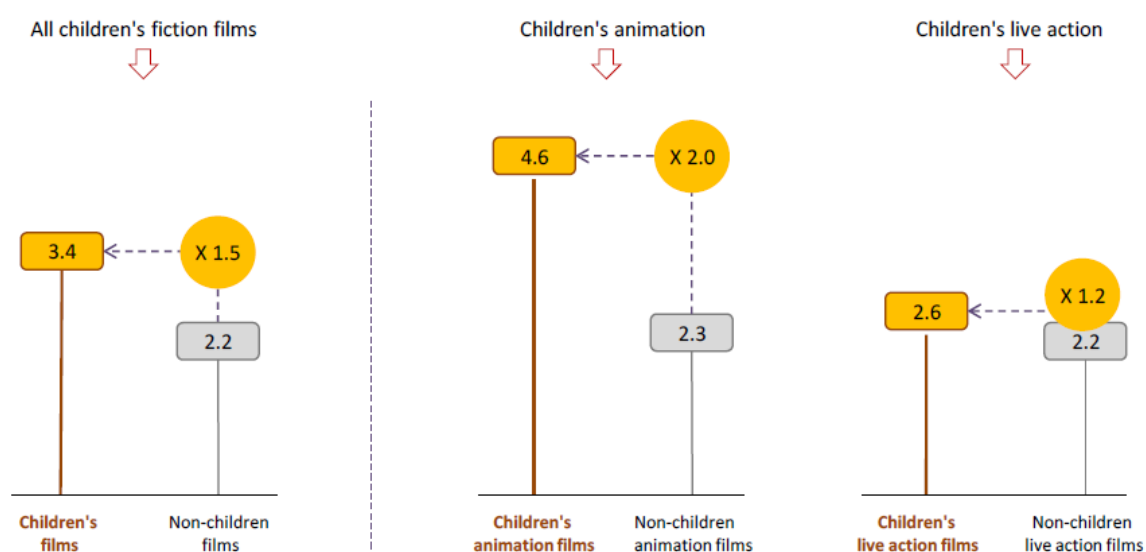 All children's fiction films
Children's animation
Children's live action
4.6
X 2.0
3.4
X 1.5
2.6
X 1.2
2.2
2.3
2.2
Children's
films
Non-children
films
Children's
animation films
Non-children
animation films
Children's
live action films
Non-children
live action films